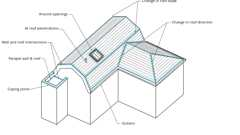 Change in roof slope
Around openings
Change in roof direction
At roof penetrations
Wall and roof intersections
Parapet wall & roof
Coping joints
Gutters